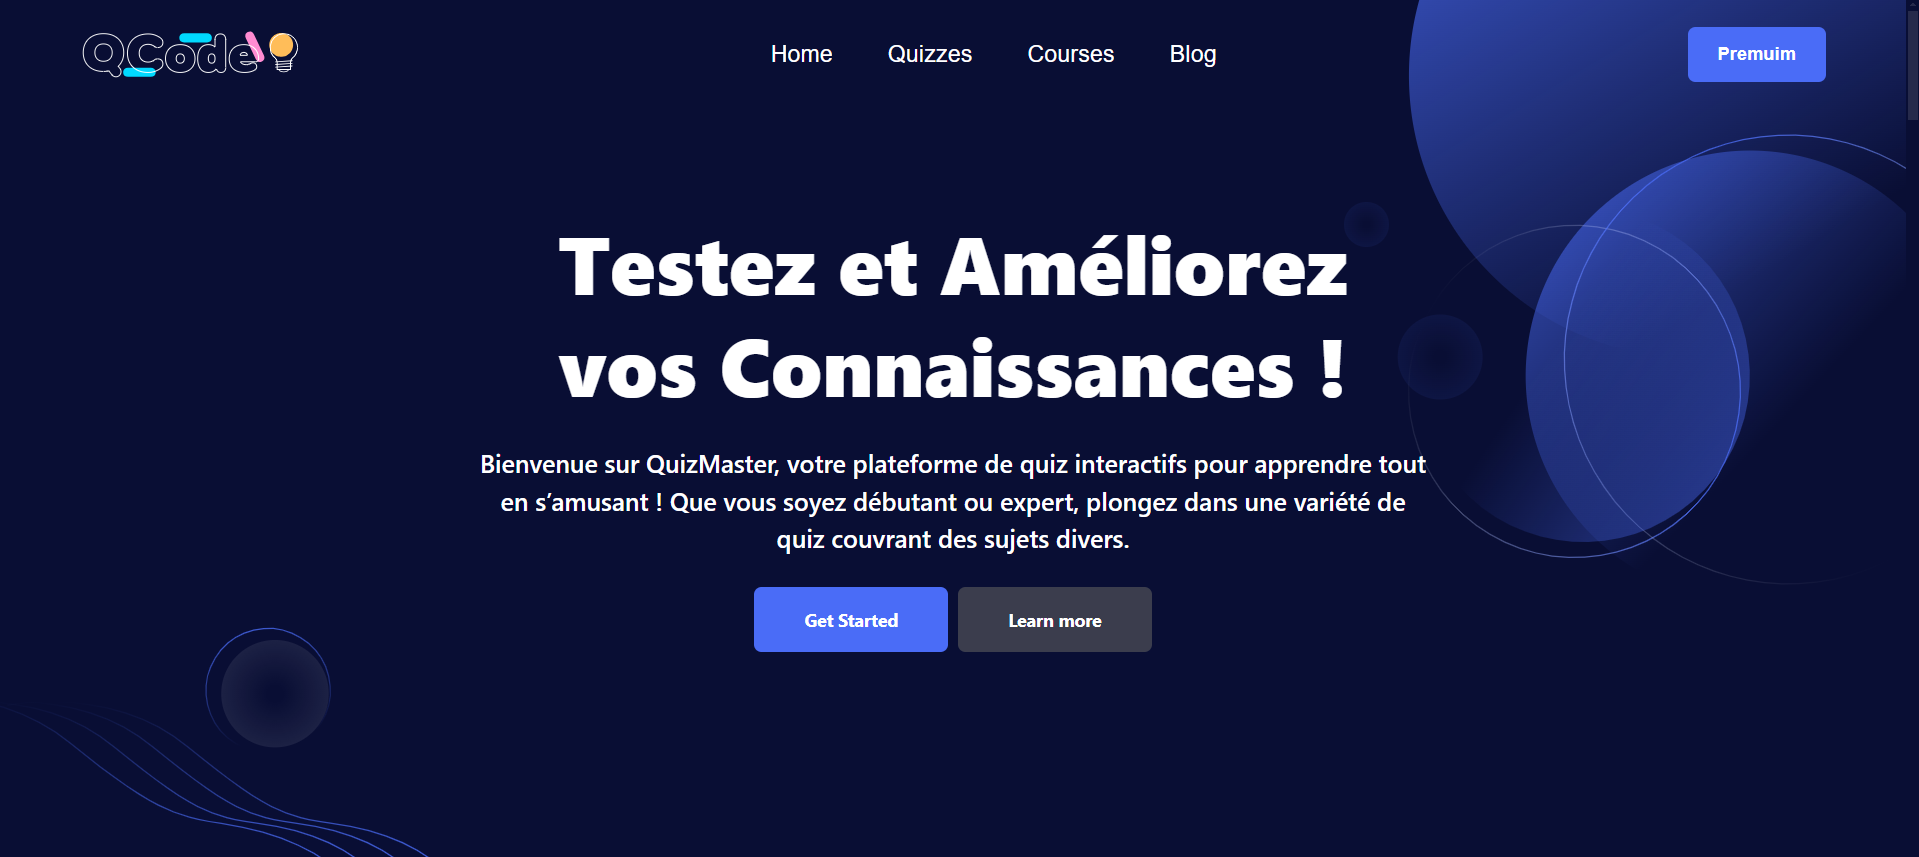 QCode
Home Quizzes Courses Blog
Premuim
Testez et Améliorez
vos Connaissances !
Bienvenue sur QuizMaster, votre plateforme de quiz interactifs pour apprendre tout
en s’amusant ! Que vous soyez débutant ou expert, plongez dans une variété de
quiz couvrant des sujets divers.
Get Started Learn more